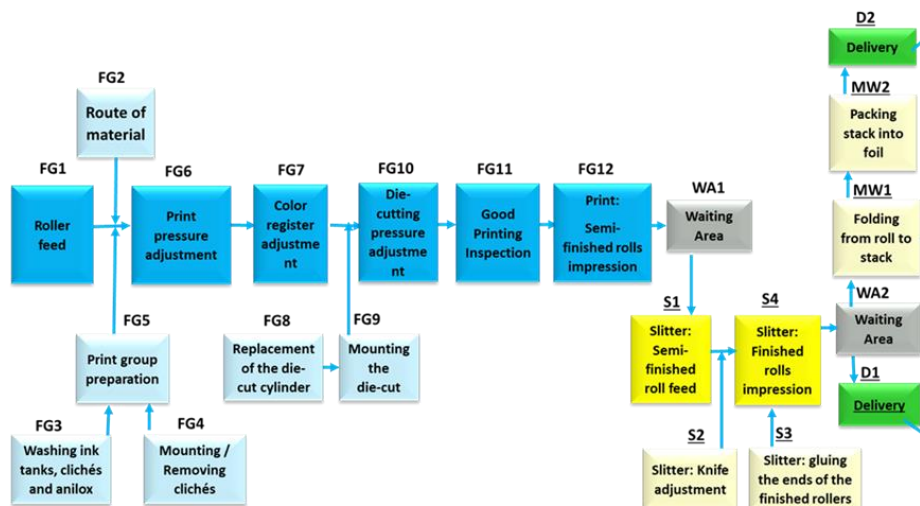 D2
Delivery
MW2
Packing
stack into
foil
MW1
Folding
from roll to
stack
FG2
Route of
material
FG1
Roller
feed
FG6
Print
pressure
adjustment
FG7
Color
register
adjustme
nt
FG10
Die-
cutting
pressure
adjustme
nt
FG11
Good
Printing
Inspection
FG12
Print:
Semi-
finished rolls
impression
WA1
Waiting
Area
FG5
Print group
preparation
FG3
Washing ink
tanks, clichés
and anilox
FG4
Mounting /
Removing
clichés
FG8
Replacement
of the die-
cut cylinder
FG9
Mounting
the
die-cut
S1
Slitter:
Semi-
finished
roll feed
S4
Slitter:
Finished
rolls
impression
WA2
Waiting
Area
D1
Delivery
S2
Slitter: Knife
adjustment
S3
Slitter: gluing
the ends of the
finished rollers